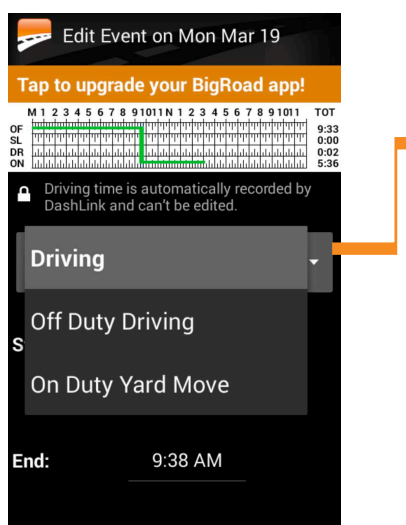 Edit Event on Mon Mar 19
Tap to upgrade your BigRoad app!
M 1 2 3 4 5 6 7 8 9 10 11 N 1 2 3 4 5 6 7 8 9 10 11 TOT
OF 9:33
SL 0:00
DR 0:02
ON 5:36
Driving time is automatically recorded by
DashLink and can't be edited.
Driving
Off Duty Driving
S
On Duty Yard Move
End: 9:38 AM